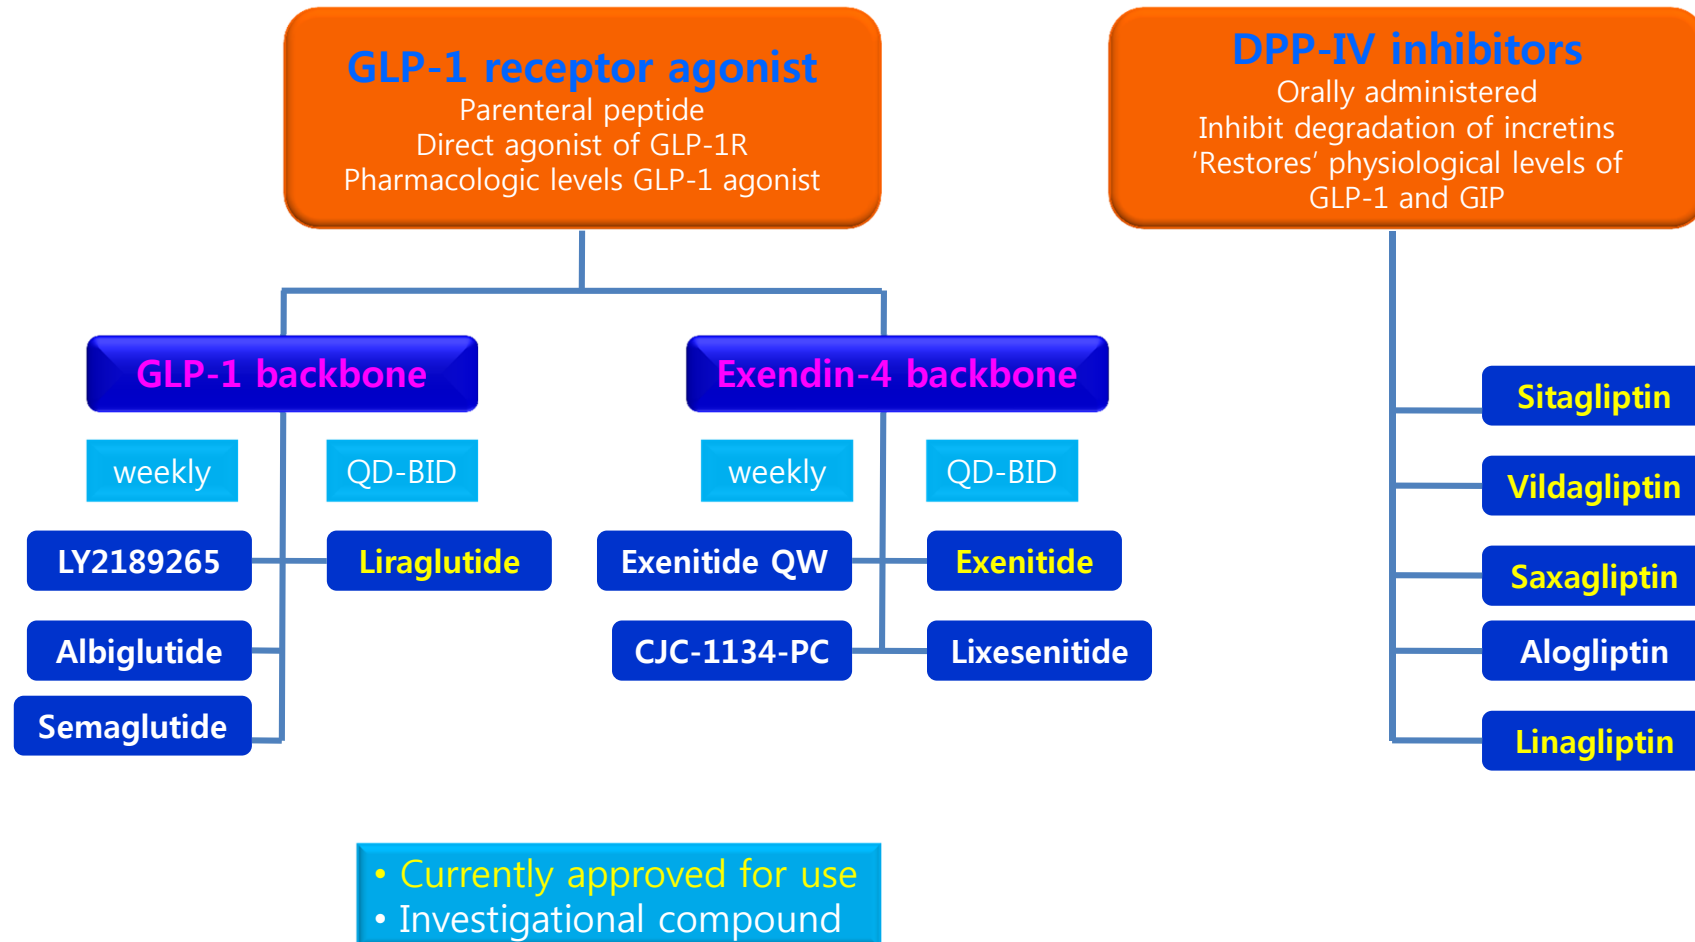 GLP-1 receptor agonist
Parenteral peptide
Direct agonist of GLP-1R
Pharmacologic levels GLP-1 agonist
DPP-IV inhibitors
Orally administered
Inhibit degradation of incretins
‘Restores’ physiological levels of
GLP-1 and GIP
GLP-1 backbone
weekly
QD-BID
LY2189265
Liraglutide
Albiglutide
Semaglutide
Exendin-4 backbone
weekly
QD-BID
Exenitide QW
Exenitide
CJC-1134-PC
Lixesenitide
Sitagliptin
Vildagliptin
Saxagliptin
Alogliptin
Linagliptin
• Currently approved for use
• Investigational compound